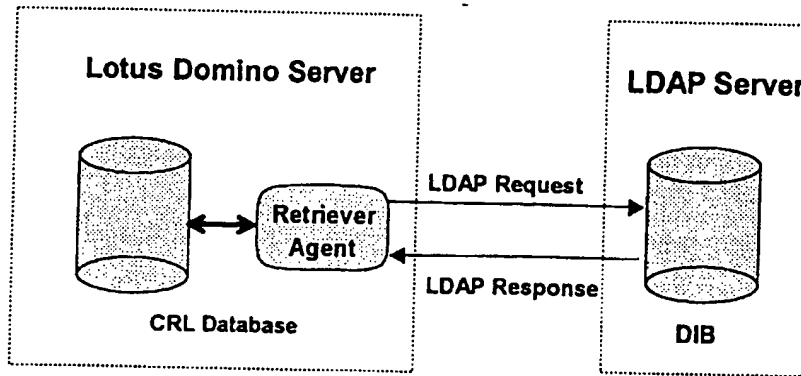 Lotus Domino Server
LDAP Server
LDAP Request
Retriever
Agent
LDAP Response
CRL Database
DIB